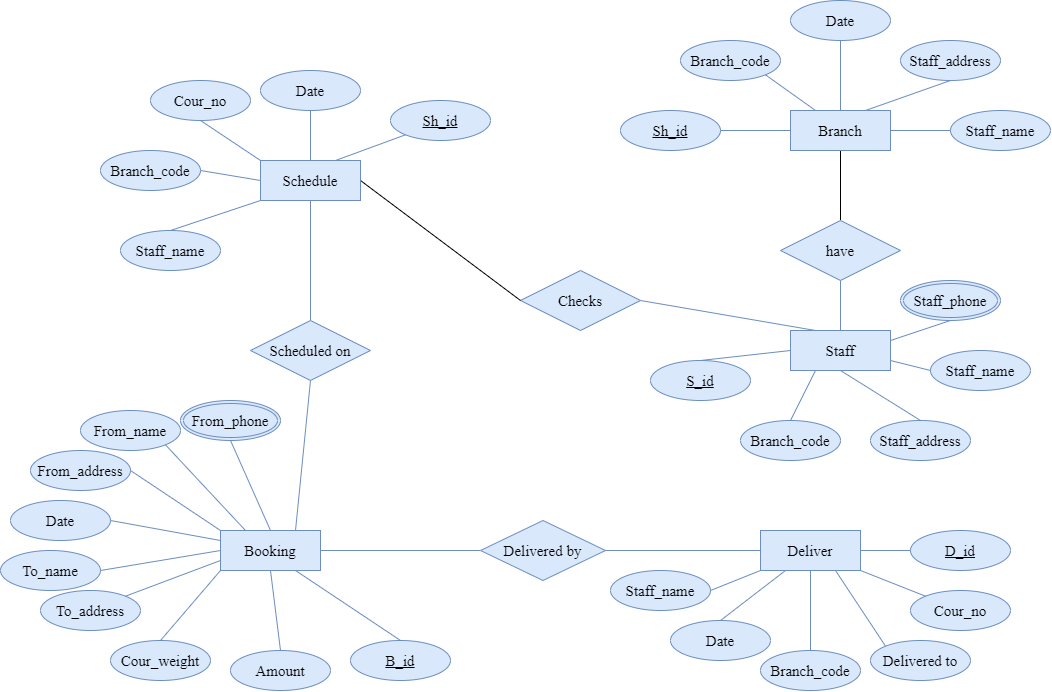 Date
Branch_code
Staff_address
Cour_no
Date
Sh_id
Sh_id
Branch
Staff_name
Branch_code
Schedule
Staff_name
have
Checks
Staff_phone
Scheduled on
Staff
Staff_name
S_id
From_name
From_phone
Branch_code
Staff_address
From_address
Date
Booking
Delivered by
Deliver
D_id
To_name
Staff_name
To_address
Cour_no
Date
Cour_weight
Amount
B_id
Branch_code
Delivered to